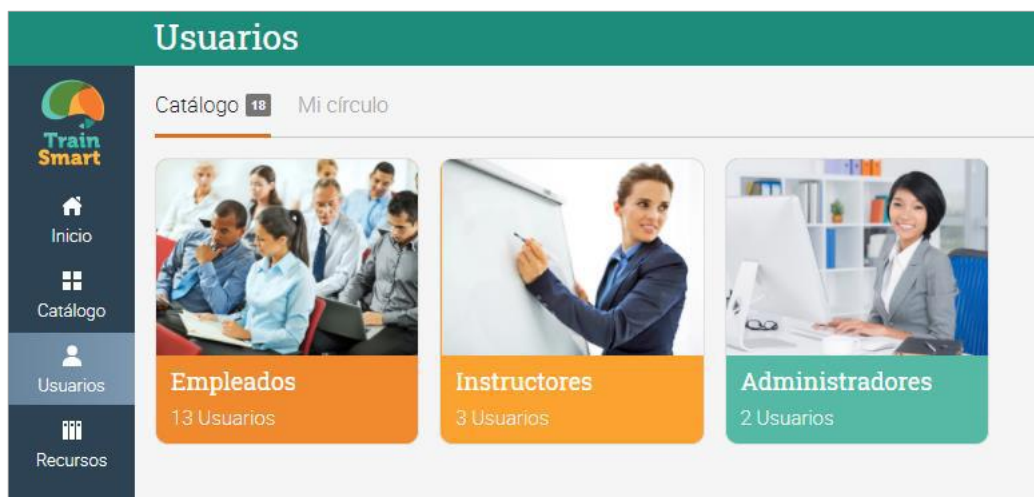 Usuarios
Train
Smart
Inicio
Catálogo
Usuarios
Recursos
Catálogo 18
Mi círculo
Empleados
13 Usuarios
Instructores
3 Usuarios
Administradores
2 Usuarios